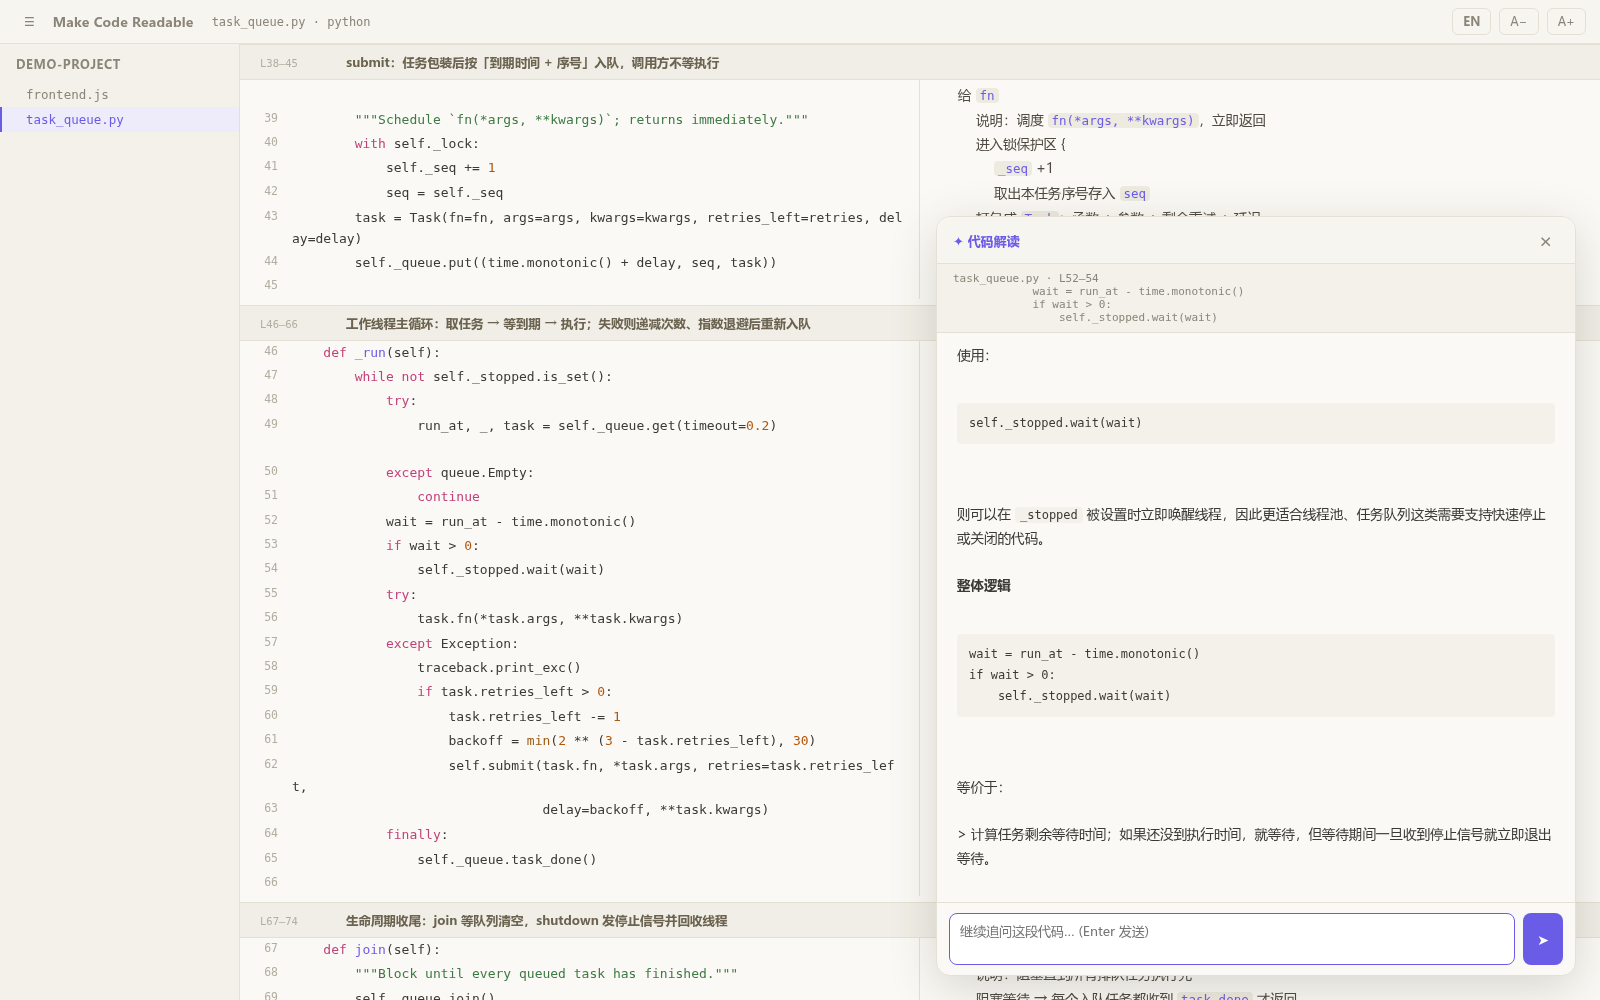 ☰ Make Code Readable task_queue.py · python EN A− A+
DEMO-PROJECT
frontend.js
task_queue.py
L38–45 submit：任务包装后按「到期时间 + 序号」入队，调用方不等执行
39 """Schedule `fn(*args, **kwargs)`; returns immediately."""
40 with self._lock:
41 self._seq += 1
42 seq = self._seq
43 task = Task(fn=fn, args=args, kwargs=kwargs, retries_left=retries, del
ay=delay)
44 self._queue.put((time.monotonic() + delay, seq, task))
45
给 fn
说明：调度 fn(*args, **kwargs)，立即返回
进入锁保护区 {
_seq +1
取出本任务序号存入 seq
L46–66 工作线程主循环：取任务 → 等到期 → 执行；失败则递减次数、指数退避后重新入队
46 def _run(self):
47 while not self._stopped.is_set():
48 try:
49 run_at, _, task = self._queue.get(timeout=0.2)
50 except queue.Empty:
51 continue
52 wait = run_at - time.monotonic()
53 if wait > 0:
54 self._stopped.wait(wait)
55 try:
56 task.fn(*task.args, **task.kwargs)
57 except Exception:
58 traceback.print_exc()
59 if task.retries_left > 0:
60 task.retries_left -= 1
61 backoff = min(2 ** (3 - task.retries_left), 30)
62 self.submit(task.fn, *task.args, retries=task.retries_lef
t,
63 delay=backoff, **task.kwargs)
64 finally:
65 self._queue.task_done()
66
L67–74 生命周期收尾：join 等队列清空，shutdown 发停止信号并回收线程
67 def join(self):
68 """Block until every queued task has finished."""
69 self._queue.join()
✦ 代码解读 ✕
task_queue.py · L52–54
wait = run_at - time.monotonic()
if wait > 0:
self._stopped.wait(wait)
使用：
self._stopped.wait(wait)
则可以在 _stopped 被设置时立即唤醒线程，因此更适合线程池、任务队列这类需要支持快速停止
或关闭的代码。
整体逻辑
wait = run_at - time.monotonic()
if wait > 0:
self._stopped.wait(wait)
等价于：
> 计算任务剩余等待时间；如果还没到执行时间，就等待，但等待期间一旦收到停止信号就立即退出
等待。
继续追问这段代码... (Enter 发送) ➤
阻塞等待 → 每个入队任务都收到 task_done 才返回